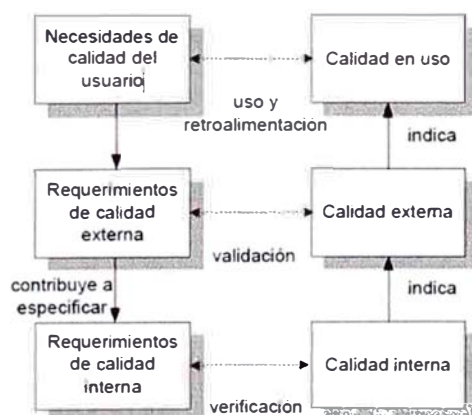 Necesidades de
calidad del
usuario
Calidad en uso
uso y
retroalimentación
indica
Requerimientos
de calidad
externa
Calidad externa
validación
contribuye a
especificar
indica
Requerimientos
de calidad
interna
Calidad interna
verificación